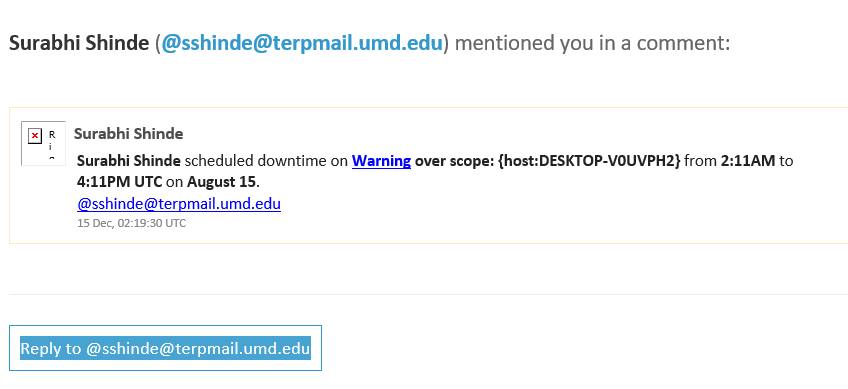 Surabhi Shinde (@sshinde@terpmail.umd.edu) mentioned you in a comment:
R
i
Surabhi Shinde
Surabhi Shinde scheduled downtime on Warning over scope: {host:DESKTOP-V0UVPH2} from 2:11AM to
4:11PM UTC on August 15.
@sshinde@terpmail.umd.edu
15 Dec, 02:19:30 UTC
Reply to @sshinde@terpmail.umd.edu